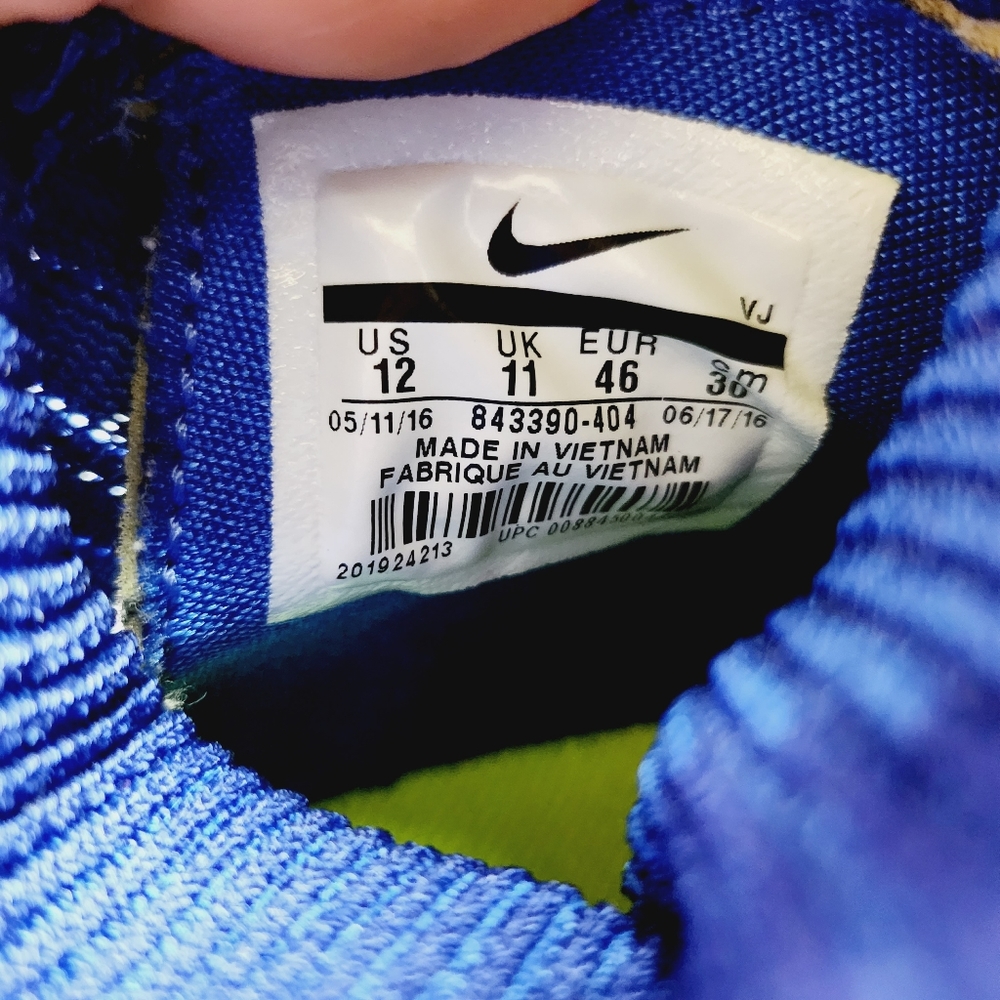 VJ
US UK EUR cm
12 11 46 30
05/11/16 843390-404 06/17/16
MADE IN VIETNAM
FABRIQUE AU VIETNAM
UPC
201924213